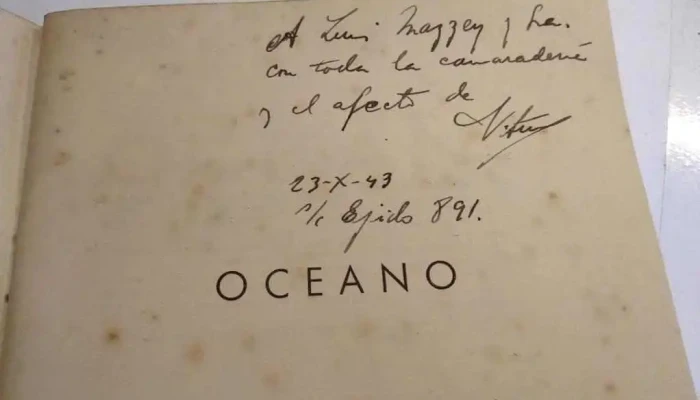 A Luis Mazzey y Sra.
con toda la camaradería
y el afecto de
23-X-43
s/c Ejido 891.
OCEANO